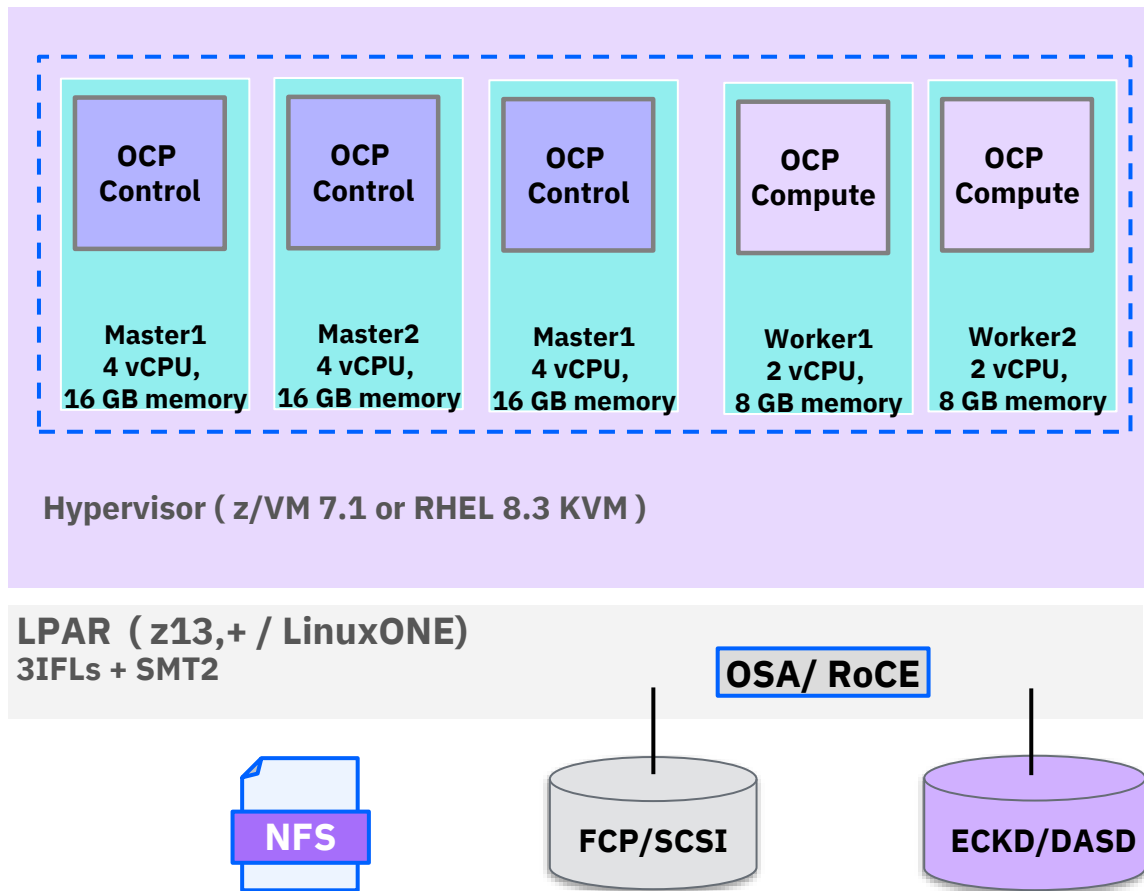 OCP
Control
OCP
Control
OCP
Control
OCP
Compute
OCP
Compute
Master1
4 vCPU,
16 GB memory
Master2
4 vCPU,
16 GB memory
Master1
4 vCPU,
16 GB memory
Worker1
2 vCPU,
8 GB memory
Worker2
2 vCPU,
8 GB memory
Hypervisor ( z/VM 7.1 or RHEL 8.3 KVM )
LPAR ( z13,+ / LinuxONE)
3IFLs + SMT2
OSA/ RoCE
NFS
FCP/SCSI
ECKD/DASD